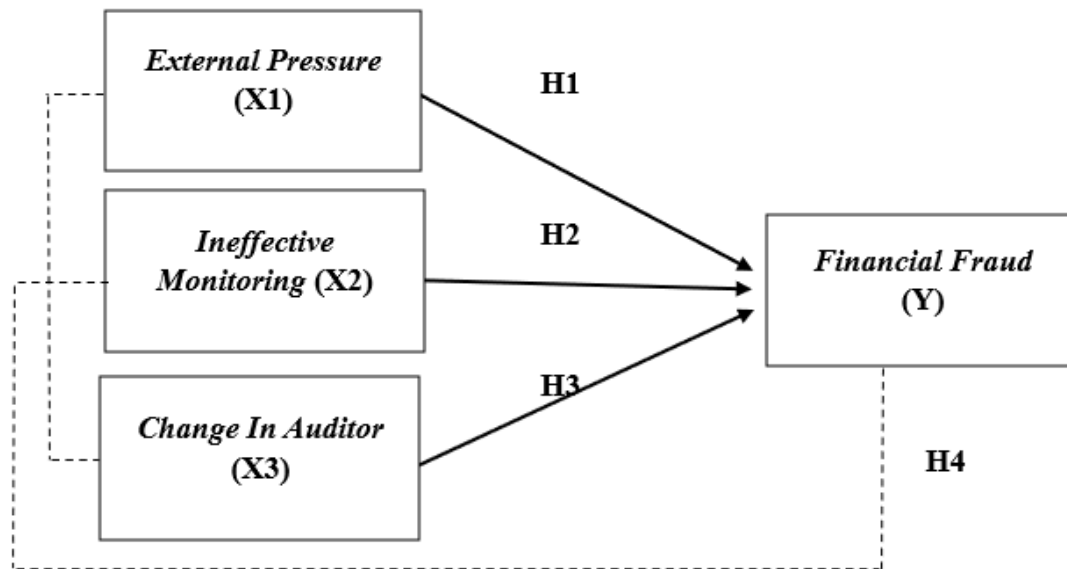 External Pressure
(X1)
H1
Ineffective
Monitoring (X2)
H2
Financial Fraud
(Y)
H3
Change In Auditor
(X3)
H4